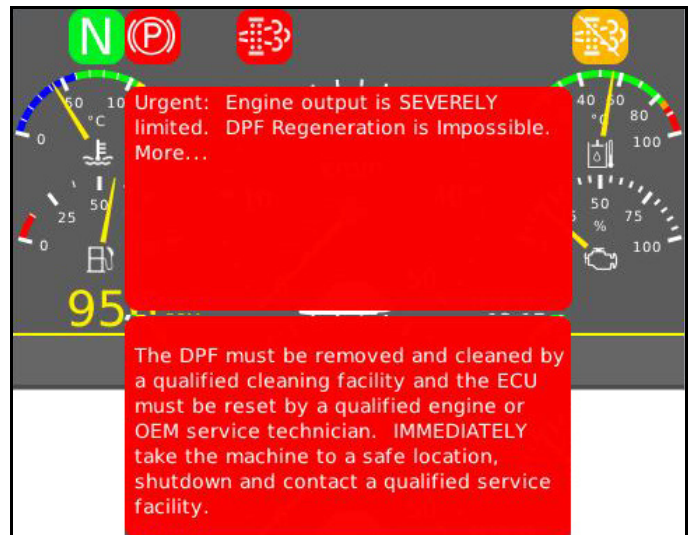 N (P)
Urgent: Engine output is SEVERELY
limited. DPF Regeneration is Impossible.
More...
50 10
°C
0
40 60
80
100
25 50
0
50
75
%
100
95.
The DPF must be removed and cleaned by
a qualified cleaning facility and the ECU
must be reset by a qualified engine or
OEM service technician. IMMEDIATELY
take the machine to a safe location,
shutdown and contact a qualified service
facility.